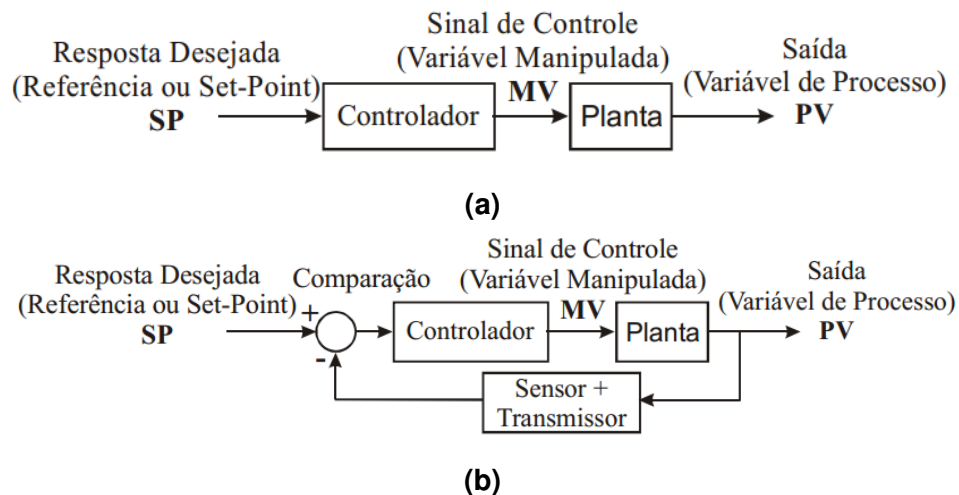 Resposta Desejada
(Referência ou Set-Point)
SP
Controlador
Sinal de Controle
(Variável Manipulada)
MV
Planta
Saída
(Variável de Processo)
PV
(a)
Resposta Desejada
(Referência ou Set-Point)
SP
Comparação
+
-
Controlador
Sinal de Controle
(Variável Manipulada)
MV
Planta
Saída
(Variável de Processo)
PV
Sensor +
Transmissor
(b)